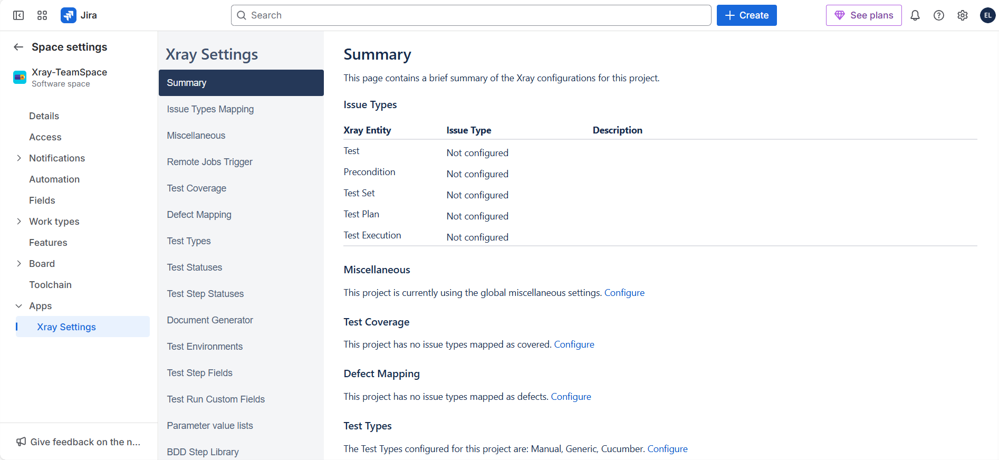 Jira
Search
Create
See plans
EL
Space settings
Xray-TeamSpace
Software space
Details
Access
Notifications
Automation
Fields
Work types
Features
Board
Toolchain
Apps
Xray Settings
Give feedback on the n...
Xray Settings
Summary
Issue Types Mapping
Miscellaneous
Remote Jobs Trigger
Test Coverage
Defect Mapping
Test Types
Test Statuses
Test Step Statuses
Document Generator
Test Environments
Test Step Fields
Test Run Custom Fields
Parameter value lists
BDD Step Library
Summary
This page contains a brief summary of the Xray configurations for this project.
Issue Types
Xray Entity Issue Type Description
Test Not configured
Precondition Not configured
Test Set Not configured
Test Plan Not configured
Test Execution Not configured
Miscellaneous
This project is currently using the global miscellaneous settings. Configure
Test Coverage
This project has no issue types mapped as covered. Configure
Defect Mapping
This project has no issue types mapped as defects. Configure
Test Types
The Test Types configured for this project are: Manual, Generic, Cucumber. Configure